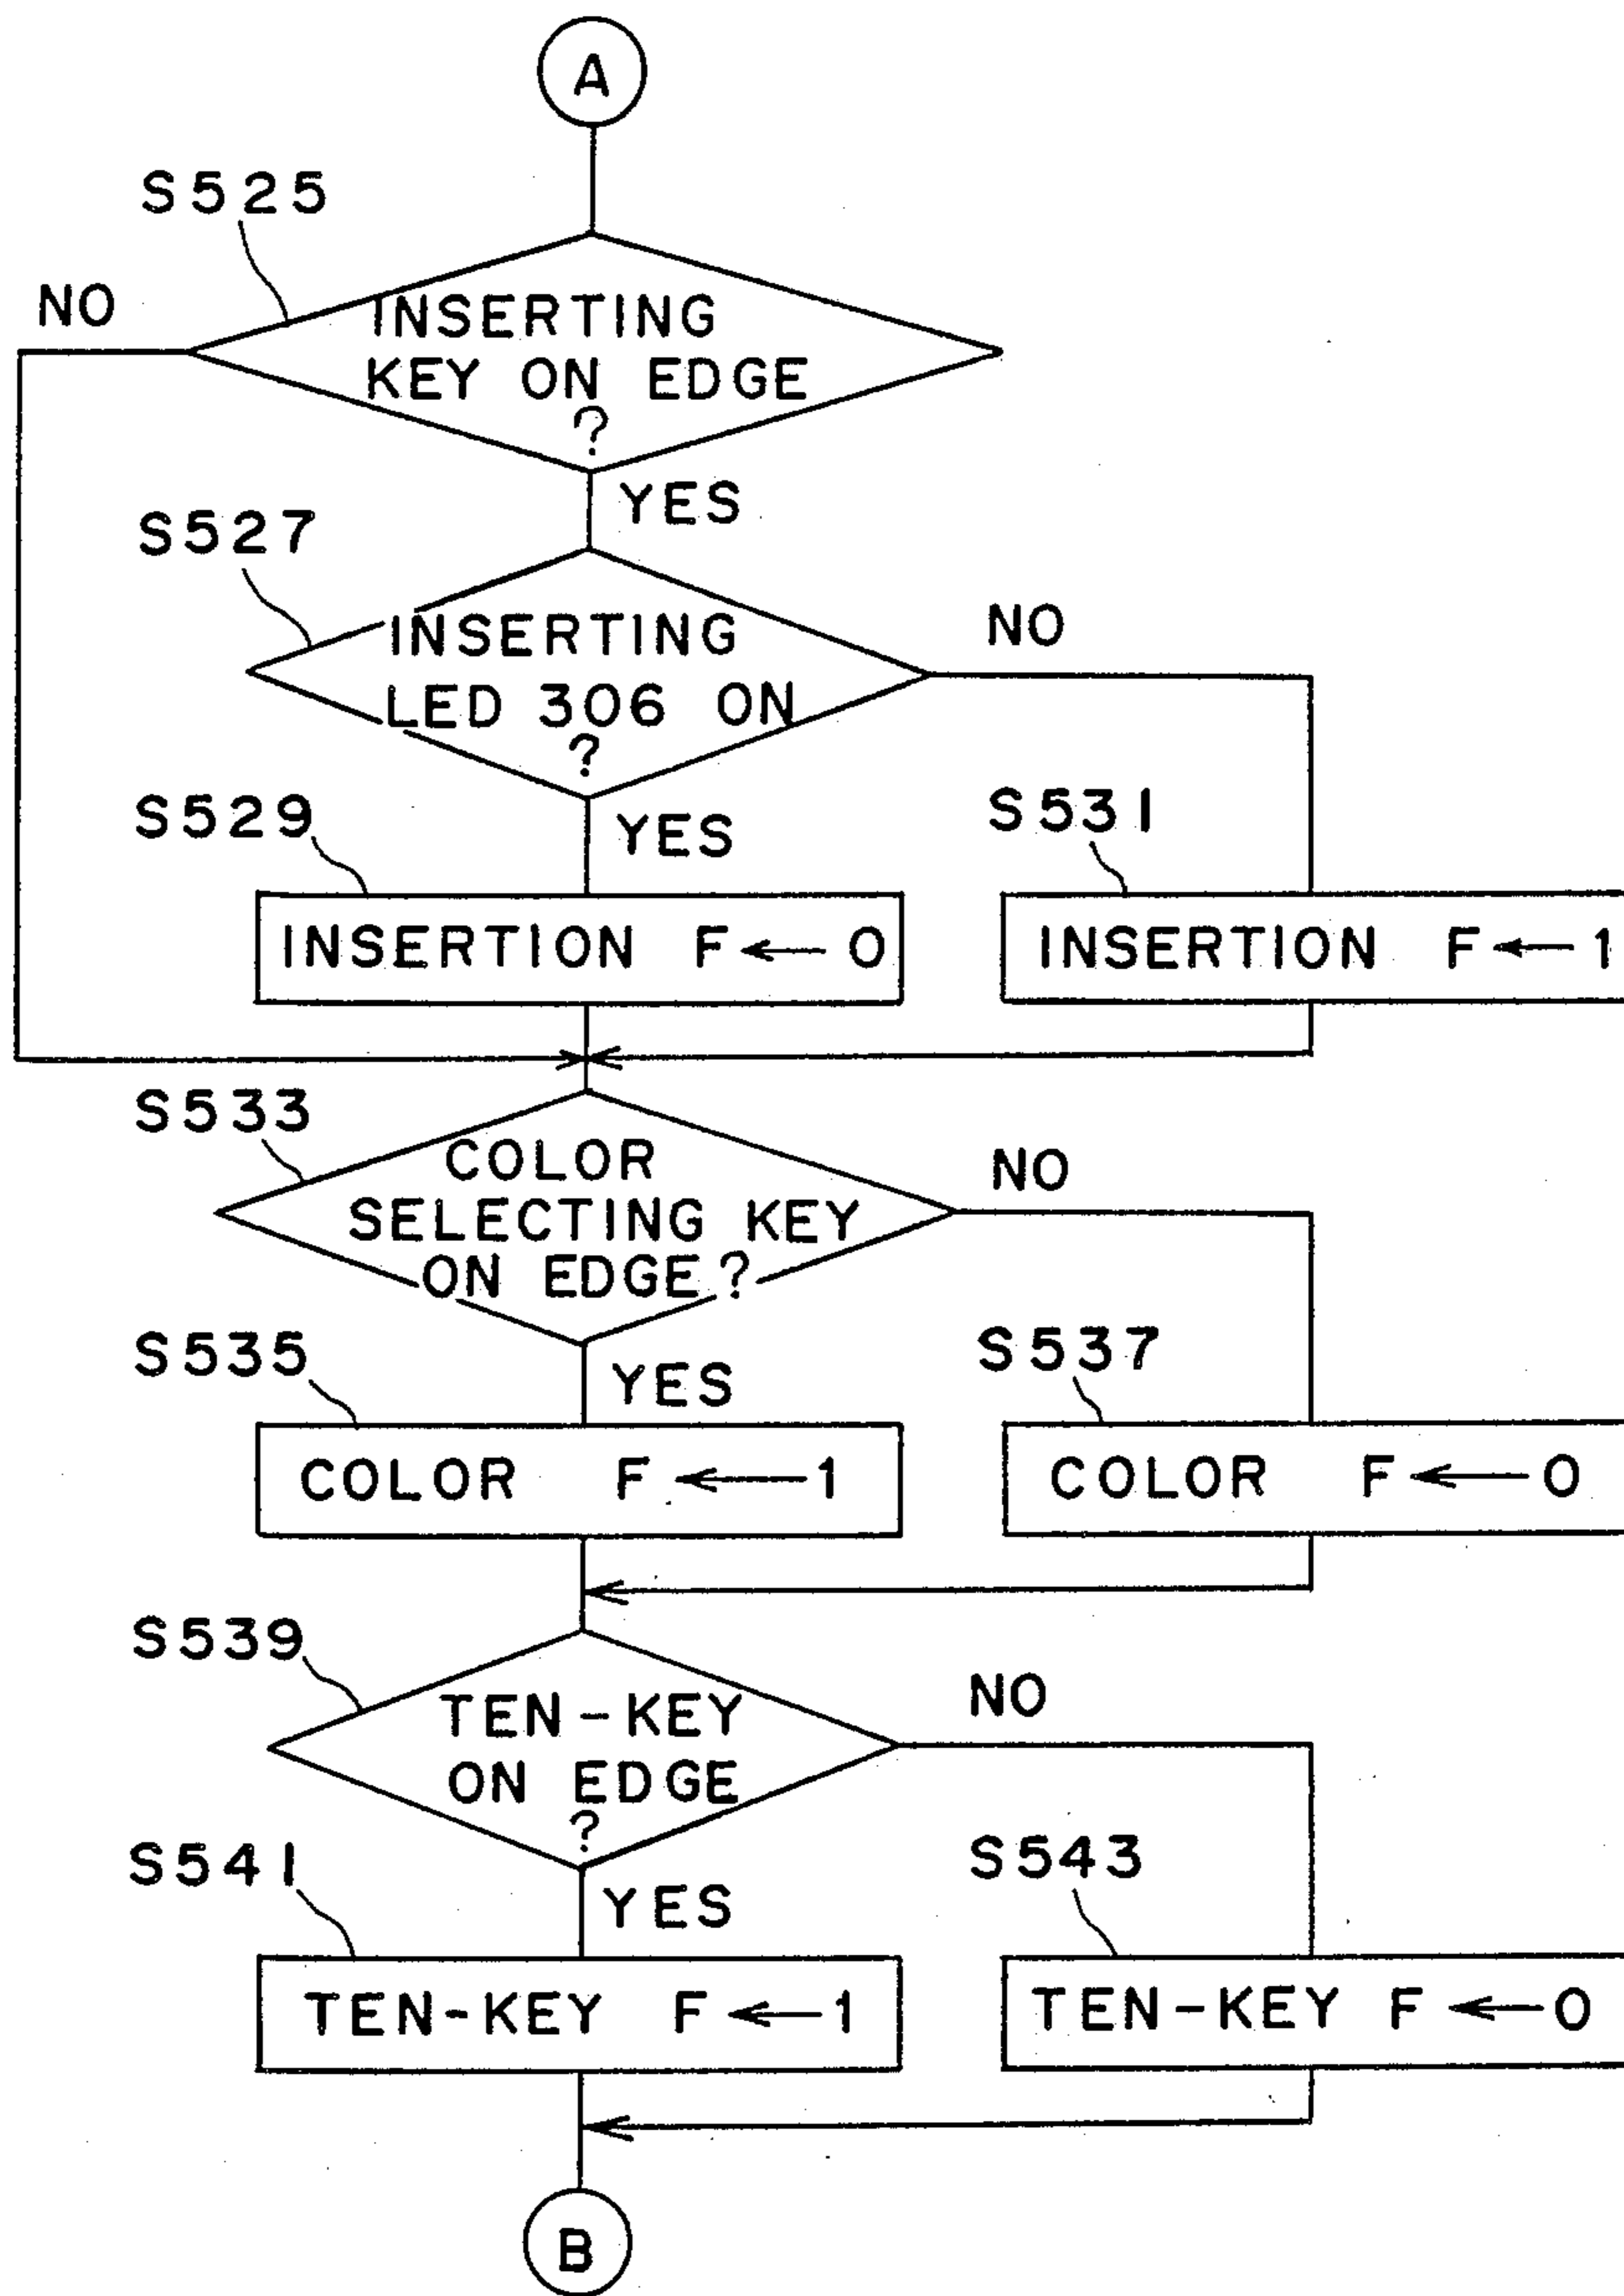 A
S525
NO
INSERTING
KEY ON EDGE
?
YES
S527
INSERTING
LED 306 ON
?
NO
YES
S529
S531
INSERTION F ← 0
INSERTION F ← 1
S533
COLOR
SELECTING KEY
ON EDGE ?
NO
YES
S535
S537
COLOR F ← 1
COLOR F ← 0
S539
TEN-KEY
ON EDGE
?
NO
YES
S541
S543
TEN-KEY F ← 1
TEN-KEY F ← 0
B